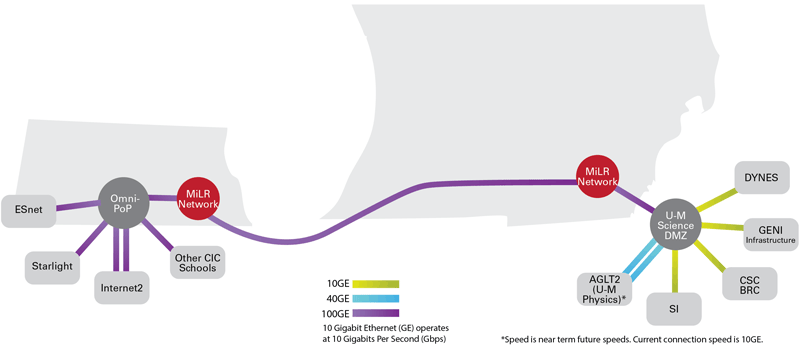 MiLR
Network
Omni-
PoP
MiLR
Network
ESnet
Starlight
Internet2
Other CIC
Schools
U-M
Science
DMZ
DYNES
GENI
Infrastructure
CSC
BRC
SI
AGLT2
(U-M
Physics)*
10GE
40GE
100GE
10 Gigabit Ethernet (GE) operates
at 10 Gigabits Per Second (Gbps)
*Speed is near term future speeds. Current connection speed is 10GE.